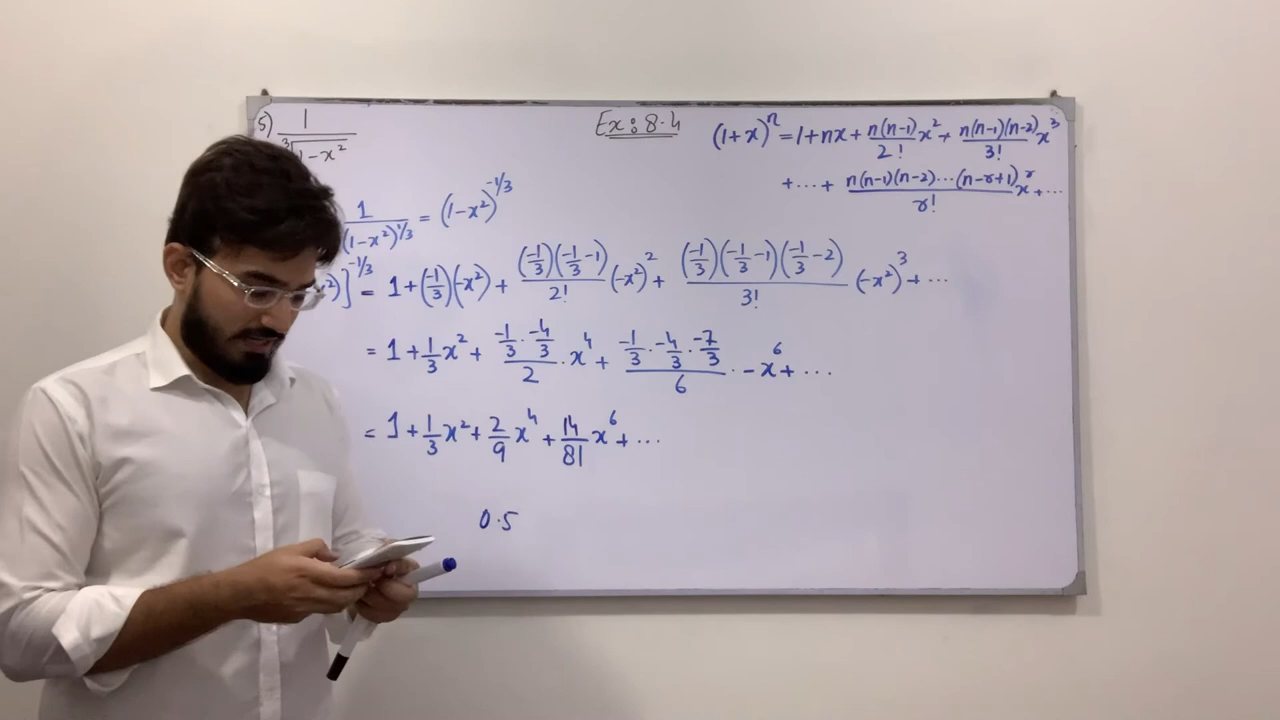 5) 1/∛(1-x²)
Ex: 8.4
(1+x)ⁿ = 1+nx+ n(n-1)/2! x² + n(n-1)(n-2)/3! x³
+ ... + n(n-1)(n-2)...(n-r+1)/r! xʳ + ...
1/(1-x²)^(1/3) = (1-x²)^(-1/3)
²)]^(-1/3) = 1+(-1/3)(-x²)+ (-1/3)(-1/3-1)/2! (-x²)² + (-1/3)(-1/3-1)(-1/3-2)/3! (-x²)³ + ...
= 1+1/3 x² + -1/3 · -4/3 /2 · x⁴ + -1/3 · -4/3 · -7/3 /6 · -x⁶ + ...
= 1+1/3 x² + 2/9 x⁴ + 14/81 x⁶ + ...
0.5